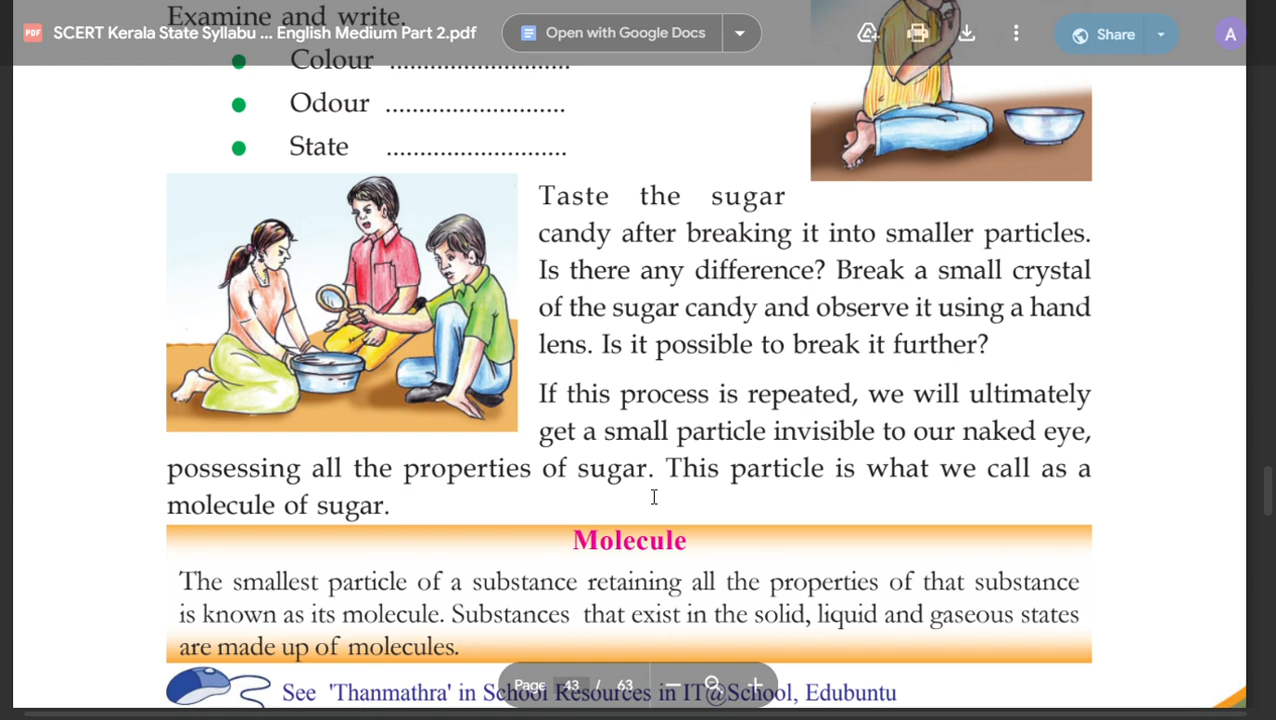 Examine and write.
SCERT Kerala State Syllabu ... English Medium Part 2.pdf
PDF
Open with Google Docs
Share
A
Colour ............................
Odour ...........................
State ...........................
Taste the sugar
candy after breaking it into smaller particles.
Is there any difference? Break a small crystal
of the sugar candy and observe it using a hand
lens. Is it possible to break it further?
If this process is repeated, we will ultimately
get a small particle invisible to our naked eye,
possessing all the properties of sugar. This particle is what we call as a
molecule of sugar.
Molecule
The smallest particle of a substance retaining all the properties of that substance
is known as its molecule. Substances that exist in the solid, liquid and gaseous states
are made up of molecules.
Page 43 / 63
See 'Thanmathra' in School Resources in IT@School, Edubuntu